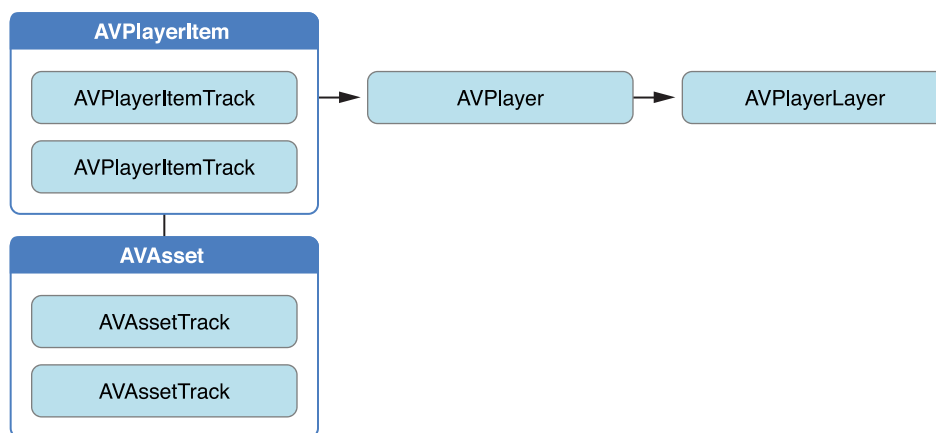 AVPlayerItem
AVPlayerItemTrack
AVPlayer
AVPlayerLayer
AVPlayerItemTrack
AVAsset
AVAssetTrack
AVAssetTrack